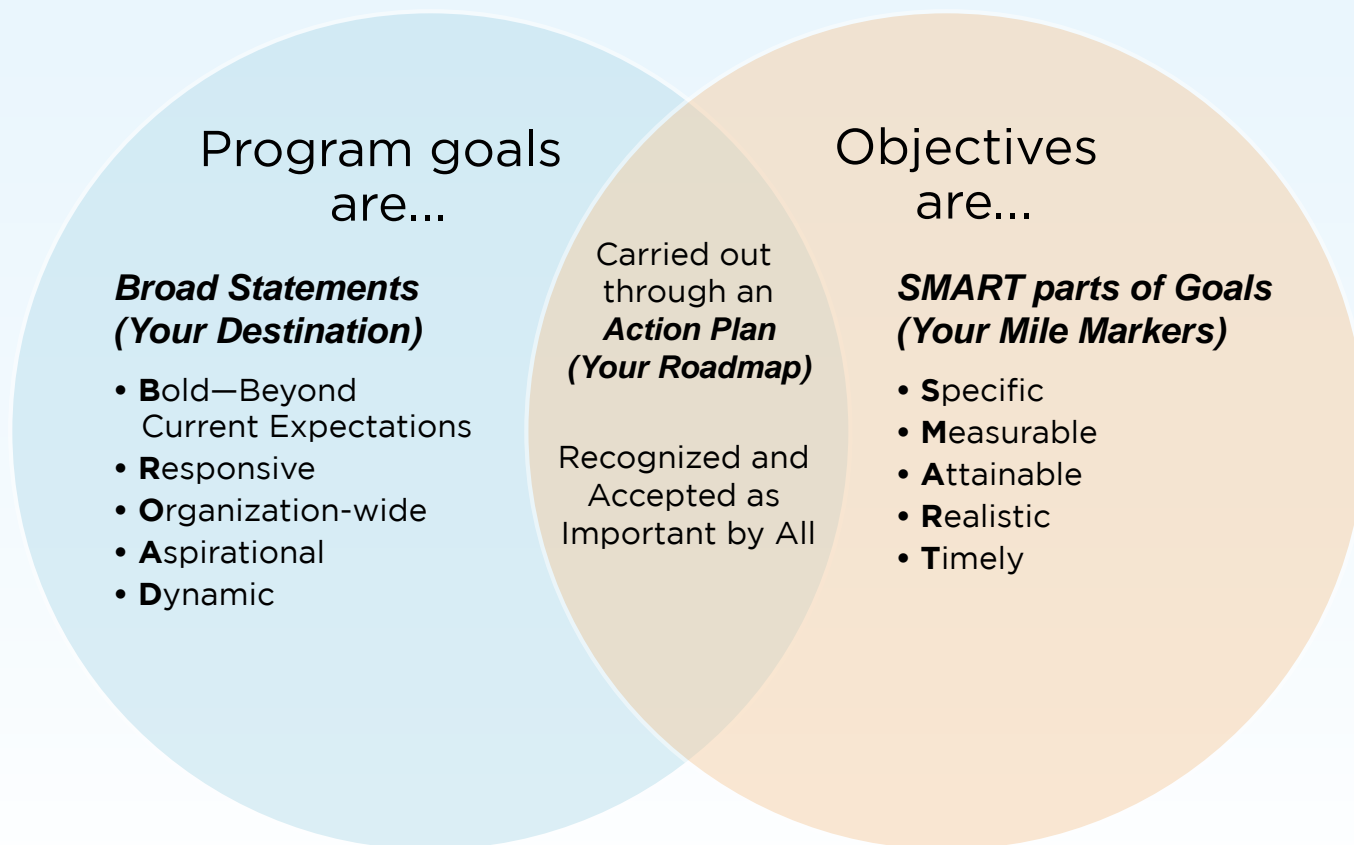 Program goals
are...
Broad Statements
(Your Destination)
• Bold—Beyond
Current Expectations
• Responsive
• Organization-wide
• Aspirational
• Dynamic
Carried out
through an
Action Plan
(Your Roadmap)
Recognized and
Accepted as
Important by All
Objectives
are...
SMART parts of Goals
(Your Mile Markers)
• Specific
• Measurable
• Attainable
• Realistic
• Timely